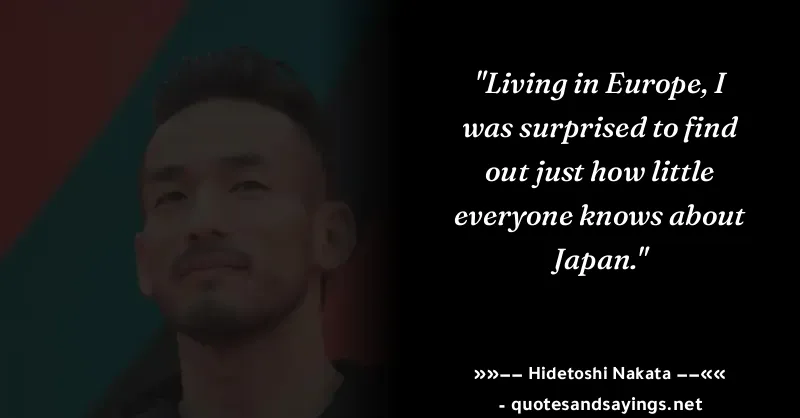 "Living in Europe, I
was surprised to find
out just how little
everyone knows about
Japan."
»»−− Hidetoshi Nakata −−««
- quotesandsayings.net